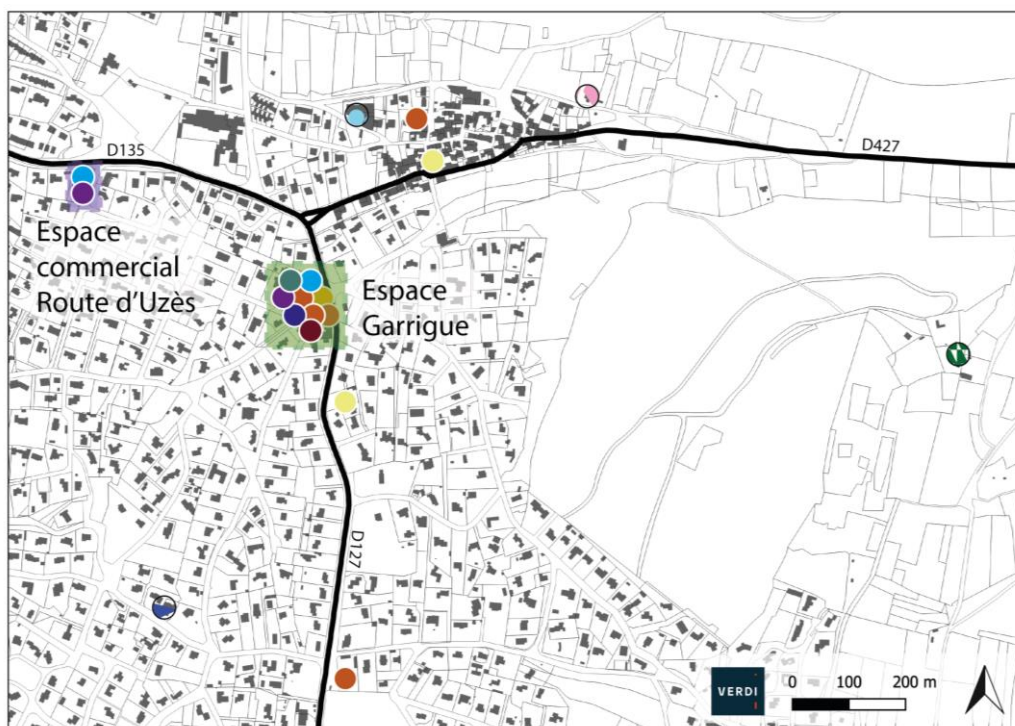 D135
D427
Espace
commercial
Route d'Uzès
Espace
Garrigue
D127
VERDI
0 100 200 m